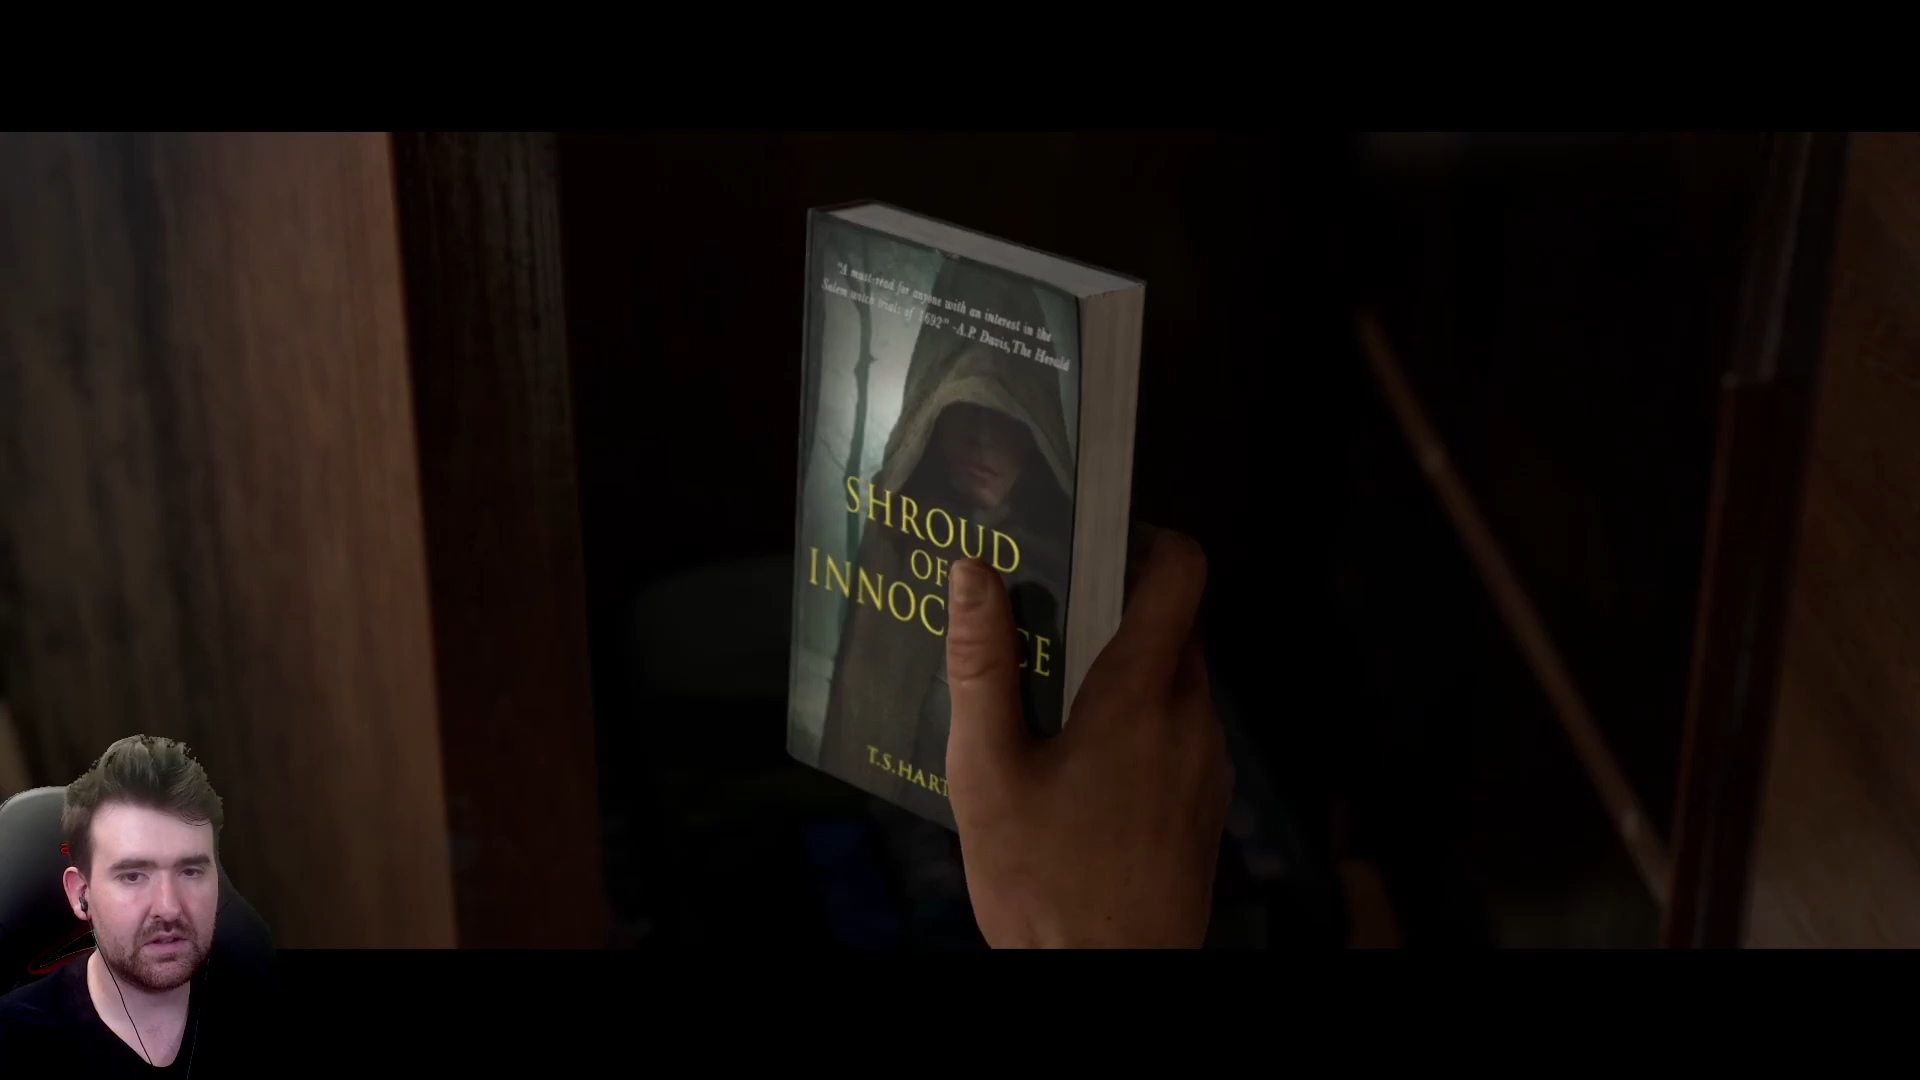 "A must-read for anyone with an interest in the
Salem witch trials of 1692" -A.P. Davis, The Herald
SHROUD
OF
INNOC CE
T.S.HART